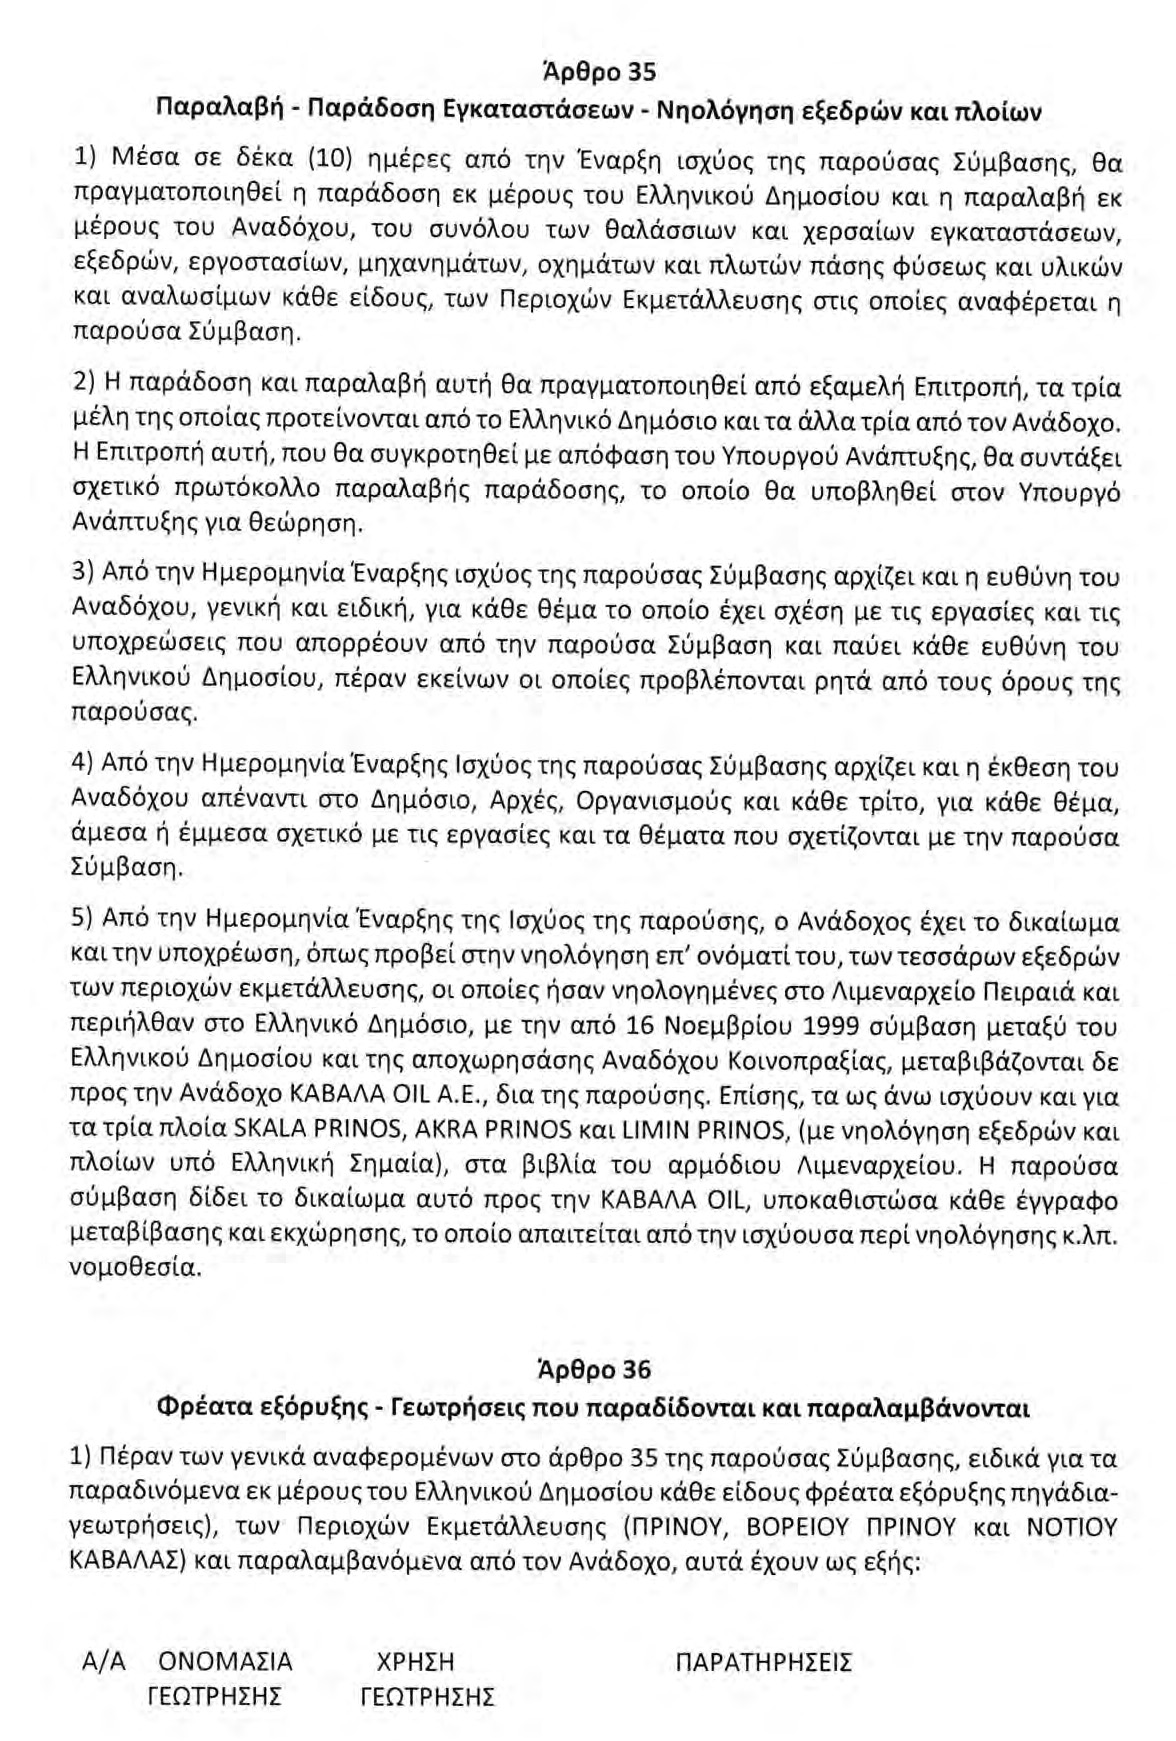 Άρθρο 35
Παραλαβή - Παράδοση Εγκαταστάσεων - Νηολόγηση εξεδρών και πλοίων
1) Μέσα σε δέκα (10) ημέρες από την Έναρξη ισχύος της παρούσας Σύμβασης, θα
πραγματοποιηθεί η παράδοση εκ μέρους του Ελληνικού Δημοσίου και η παραλαβή εκ
μέρους του Αναδόχου, του συνόλου των θαλάσσιων και χερσαίων εγκαταστάσεων,
εξεδρών, εργοστασίων, μηχανημάτων, οχημάτων και πλωτών πάσης φύσεως και υλικών
και αναλωσίμων κάθε είδους, των Περιοχών Εκμετάλλευσης στις οποίες αναφέρεται η
παρούσα Σύμβαση.
2) Η παράδοση και παραλαβή αυτή θα πραγματοποιηθεί από εξαμελή Επιτροπή, τα τρία
μέλη της οποίας προτείνονται από το Ελληνικό Δημόσιο και τα άλλα τρία από τον Ανάδοχο.
Η Επιτροπή αυτή, που θα συγκροτηθεί με απόφαση του Υπουργού Ανάπτυξης, θα συντάξει
σχετικό πρωτόκολλο παραλαβής παράδοσης, το οποίο θα υποβληθεί στον Υπουργό
Ανάπτυξης για θεώρηση.
3) Από την Ημερομηνία Έναρξης ισχύος της παρούσας Σύμβασης αρχίζει και η ευθύνη του
Αναδόχου, γενική και ειδική, για κάθε θέμα το οποίο έχει σχέση με τις εργασίες και τις
υποχρεώσεις που απορρέουν από την παρούσα Σύμβαση και παύει κάθε ευθύνη του
Ελληνικού Δημοσίου, πέραν εκείνων οι οποίες προβλέπονται ρητά από τους όρους της
παρούσας.
4) Από την Ημερομηνία Έναρξης Ισχύος της παρούσας Σύμβασης αρχίζει και η έκθεση του
Αναδόχου απέναντι στο Δημόσιο, Αρχές, Οργανισμούς και κάθε τρίτο, για κάθε θέμα,
άμεσα ή έμμεσα σχετικό με τις εργασίες και τα θέματα που σχετίζονται με την παρούσα
Σύμβαση.
5) Από την Ημερομηνία Έναρξης της Ισχύος της παρούσης, ο Ανάδοχος έχει το δικαίωμα
και την υποχρέωση, όπως προβεί στην νηολόγηση επ' ονόματί του, των τεσσάρων εξεδρών
των περιοχών εκμετάλλευσης, οι οποίες ήσαν νηολογημένες στο Λιμεναρχείο Πειραιά και
περιήλθαν στο Ελληνικό Δημόσιο, με την από 16 Νοεμβρίου 1999 σύμβαση μεταξύ του
Ελληνικού Δημοσίου και της αποχωρησάσης Αναδόχου Κοινοπραξίας, μεταβιβάζονται δε
προς την Ανάδοχο ΚΑΒΑΛΑ OIL Α.Ε., δια της παρούσης. Επίσης, τα ως άνω ισχύουν και για
τα τρία πλοία SKALA PRINOS, AKRA PRINOS και LIMIN PRINOS, (με νηολόγηση εξεδρών και
πλοίων υπό Ελληνική Σημαία), στα βιβλία του αρμόδιου Λιμεναρχείου. Η παρούσα
σύμβαση δίδει το δικαίωμα αυτό προς την ΚΑΒΑΛΑ OIL, υποκαθιστώσα κάθε έγγραφο
μεταβίβασης και εκχώρησης, το οποίο απαιτείται από την ισχύουσα περί νηολόγησης κ.λπ.
νομοθεσία.
Άρθρο 36
Φρέατα εξόρυξης - Γεωτρήσεις που παραδίδονται και παραλαμβάνονται
1) Πέραν των γενικά αναφερομένων στο άρθρο 35 της παρούσας Σύμβασης, ειδικά για τα
παραδινόμενα εκ μέρους του Ελληνικού Δημοσίου κάθε είδους φρέατα εξόρυξης πηγάδια-
γεωτρήσεις), των Περιοχών Εκμετάλλευσης (ΠΡΙΝΟΥ, ΒΟΡΕΙΟΥ ΠΡΙΝΟΥ και ΝΟΤΙΟΥ
ΚΑΒΑΛΑΣ) και παραλαμβανόμενα από τον Ανάδοχο, αυτά έχουν ως εξής:
Α/Α ΟΝΟΜΑΣΙΑ ΧΡΗΣΗ ΠΑΡΑΤΗΡΗΣΕΙΣ
ΓΕΩΤΡΗΣΗΣ ΓΕΩΤΡΗΣΗΣ